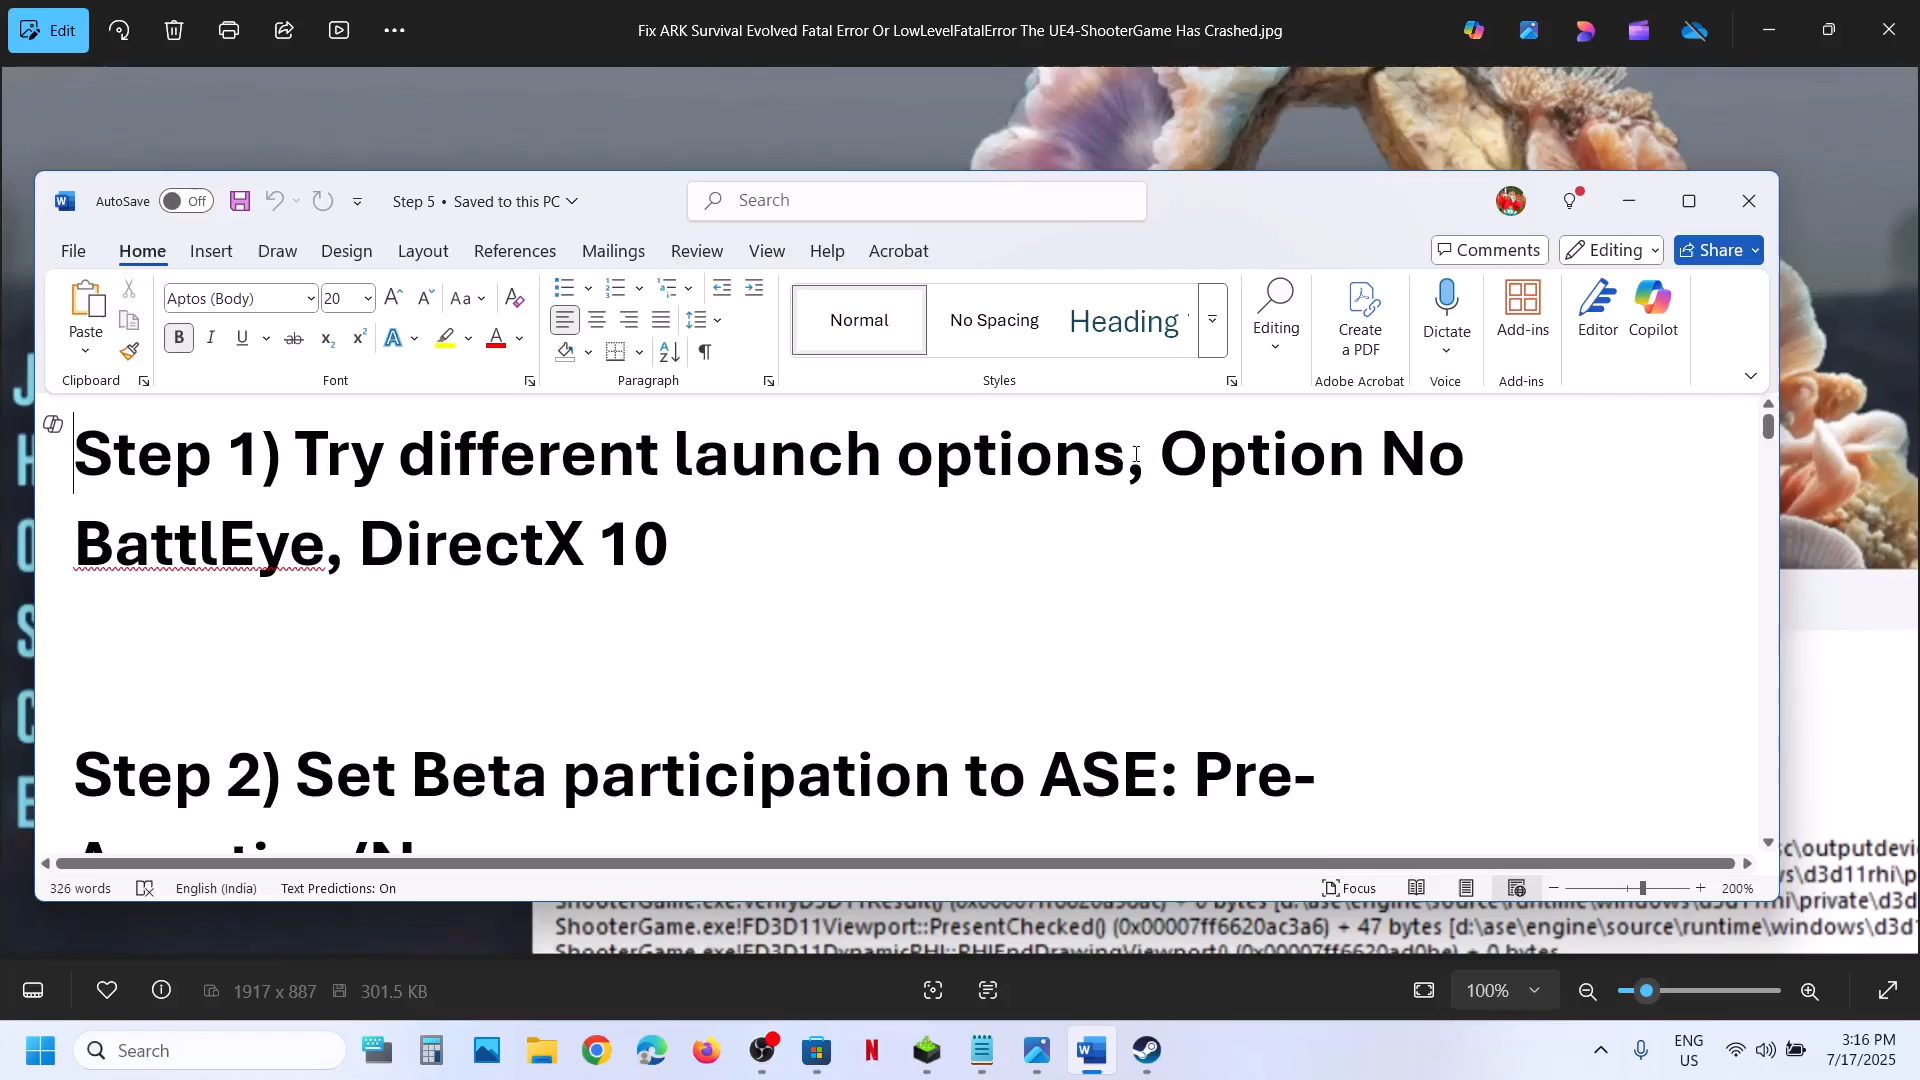 Edit
Fix ARK Survival Evolved Fatal Error Or LowLevelFatalError The UE4-ShooterGame Has Crashed.jpg
AutoSave Off Step 5 • Saved to this PC Search
File Home Insert Draw Design Layout References Mailings Review View Help Acrobat Comments Editing Share
Paste Aptos (Body) 20 Normal No Spacing Heading Editing Create a PDF Dictate Add-ins Editor Copilot
Clipboard Font Paragraph Styles Adobe Acrobat Voice Add-ins
Step 1) Try different launch options, Option No
BattlEye, DirectX 10
Step 2) Set Beta participation to ASE: Pre-
326 words English (India) Text Predictions: On Focus 200%
ShooterGame.exe!FD3D11Viewport::PresentChecked() (0x00007ff6620ac3a6) + 47 bytes [d:\ase\engine\source\runtime\windows\d3d1
1917 x 887 301.5 KB 100%
Search ENG US 3:16 PM 7/17/2025